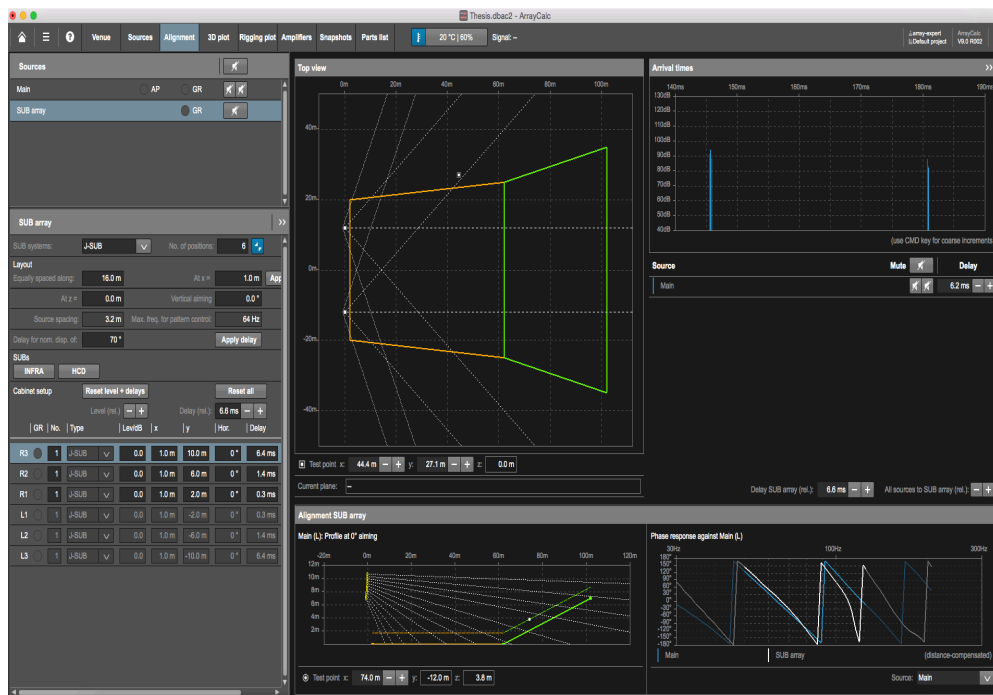 Thesis.dbac2 - ArrayCalc
Venue Sources Alignment 3D plot Rigging plot Amplifiers Snapshots Parts list 20 °C | 60% Signal: -- array-expert ArrayCalc
Default project V9.0 R002
Sources
Main AP GR
SUB array GR
SUB array
SUB systems: J-SUB No. of positions: 6
Layout
Equally spaced along: 16.0 m At x = 1.0 m App
At z = 0.0 m Vertical aiming 0.0 °
Source spacing: 3.2 m Max. freq. for pattern control: 64 Hz
Delay for nom. disp. of: 70 ° Apply delay
SUBs
INFRA HCD
Cabinet setup Reset level + delays Reset all
Level (rel.) − + Delay (rel.): 6.6 ms − +
GR No. Type Lev/dB x y Hor. Delay
R3 1 J-SUB 0.0 1.0 m 10.0 m 0 ° 6.4 ms
R2 1 J-SUB 0.0 1.0 m 6.0 m 0 ° 1.4 ms
R1 1 J-SUB 0.0 1.0 m 2.0 m 0 ° 0.3 ms
L1 1 J-SUB 0.0 1.0 m -2.0 m 0 ° 0.3 ms
L2 1 J-SUB 0.0 1.0 m -6.0 m 0 ° 1.4 ms
L3 1 J-SUB 0.0 1.0 m -10.0 m 0 ° 6.4 ms
Top view
0m 20m 40m 60m 80m 100m
40m
20m
0m
-20m
-40m
Test point x: 44.4 m − + y: 27.1 m − + z: 0.0 m
Current plane: --
Arrival times
140ms 150ms 160ms 170ms 180ms 190ms
130dB
120dB
110dB
100dB
90dB
80dB
70dB
60dB
50dB
40dB
(use CMD key for coarse increments
Source Mute Delay
Main 6.2 ms − +
Delay SUB array (rel.): 6.6 ms − + All sources to SUB array (rel.): − +
Alignment SUB array
Main (L): Profile at 0° aiming
-20m 0m 20m 40m 60m 80m 100m 120m
12m
10m
8m
6m
4m
2m
Test point x: 74.0 m − + y: -12.0 m z: 3.8 m
Phase response against Main (L)
30Hz 100Hz 300Hz
180°
150°
120°
90°
60°
30°
0°
-30°
-60°
-90°
-120°
-150°
-180°
Main SUB array (distance-compensated)
Source: Main